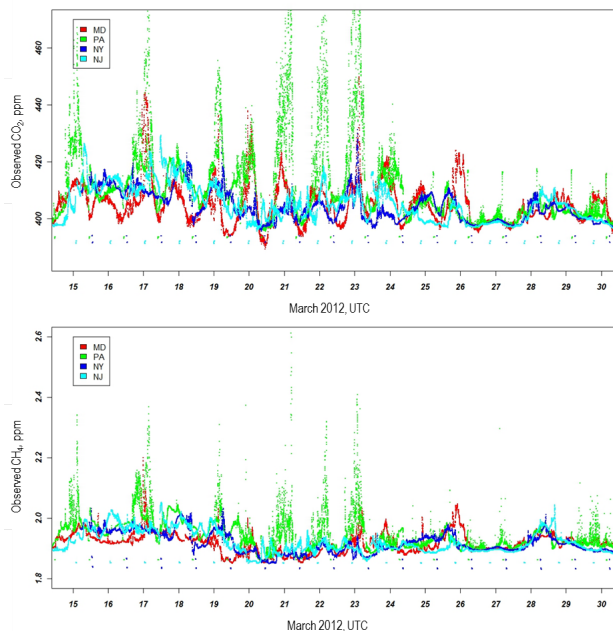 Observed CO₂, ppm
460
440
420
400
MD
PA
NY
NJ
15 16 17 18 19 20 21 22 23 24 25 26 27 28 29 30
March 2012, UTC
Observed CH₄, ppm
2.6
2.4
2.2
2.0
1.8
MD
PA
NY
NJ
15 16 17 18 19 20 21 22 23 24 25 26 27 28 29 30
March 2012, UTC